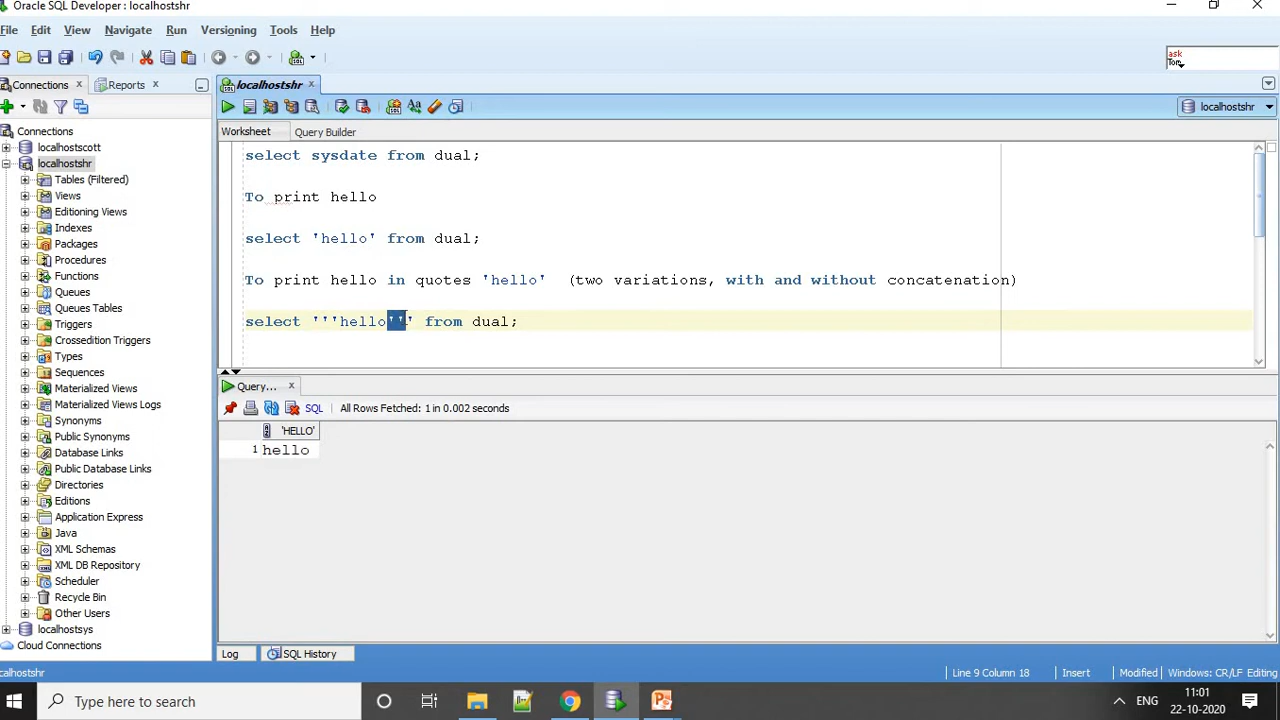 Oracle SQL Developer : localhostshr
File Edit View Navigate Run Versioning Tools Help
ask
Tom
Connections Reports localhostshr
localhostshr
Worksheet Query Builder
Connections
localhostscott
localhostshr
Tables (Filtered)
Views
Editioning Views
Indexes
Packages
Procedures
Functions
Queues
Queues Tables
Triggers
Crossedition Triggers
Types
Sequences
Materialized Views
Materialized Views Logs
Synonyms
Public Synonyms
Database Links
Public Database Links
Directories
Editions
Application Express
Java
XML Schemas
XML DB Repository
Scheduler
Recycle Bin
Other Users
localhostsys
Cloud Connections
select sysdate from dual;
To print hello
select 'hello' from dual;
To print hello in quotes 'hello' (two variations, with and without concatenation)
select '''hello''' from dual;
Query...
SQL All Rows Fetched: 1 in 0.002 seconds
'HELLO'
1 hello
Log SQL History
ocalhostshr Line 9 Column 18 Insert Modified Windows: CR/LF Editing
Type here to search
ENG
11:01
22-10-2020